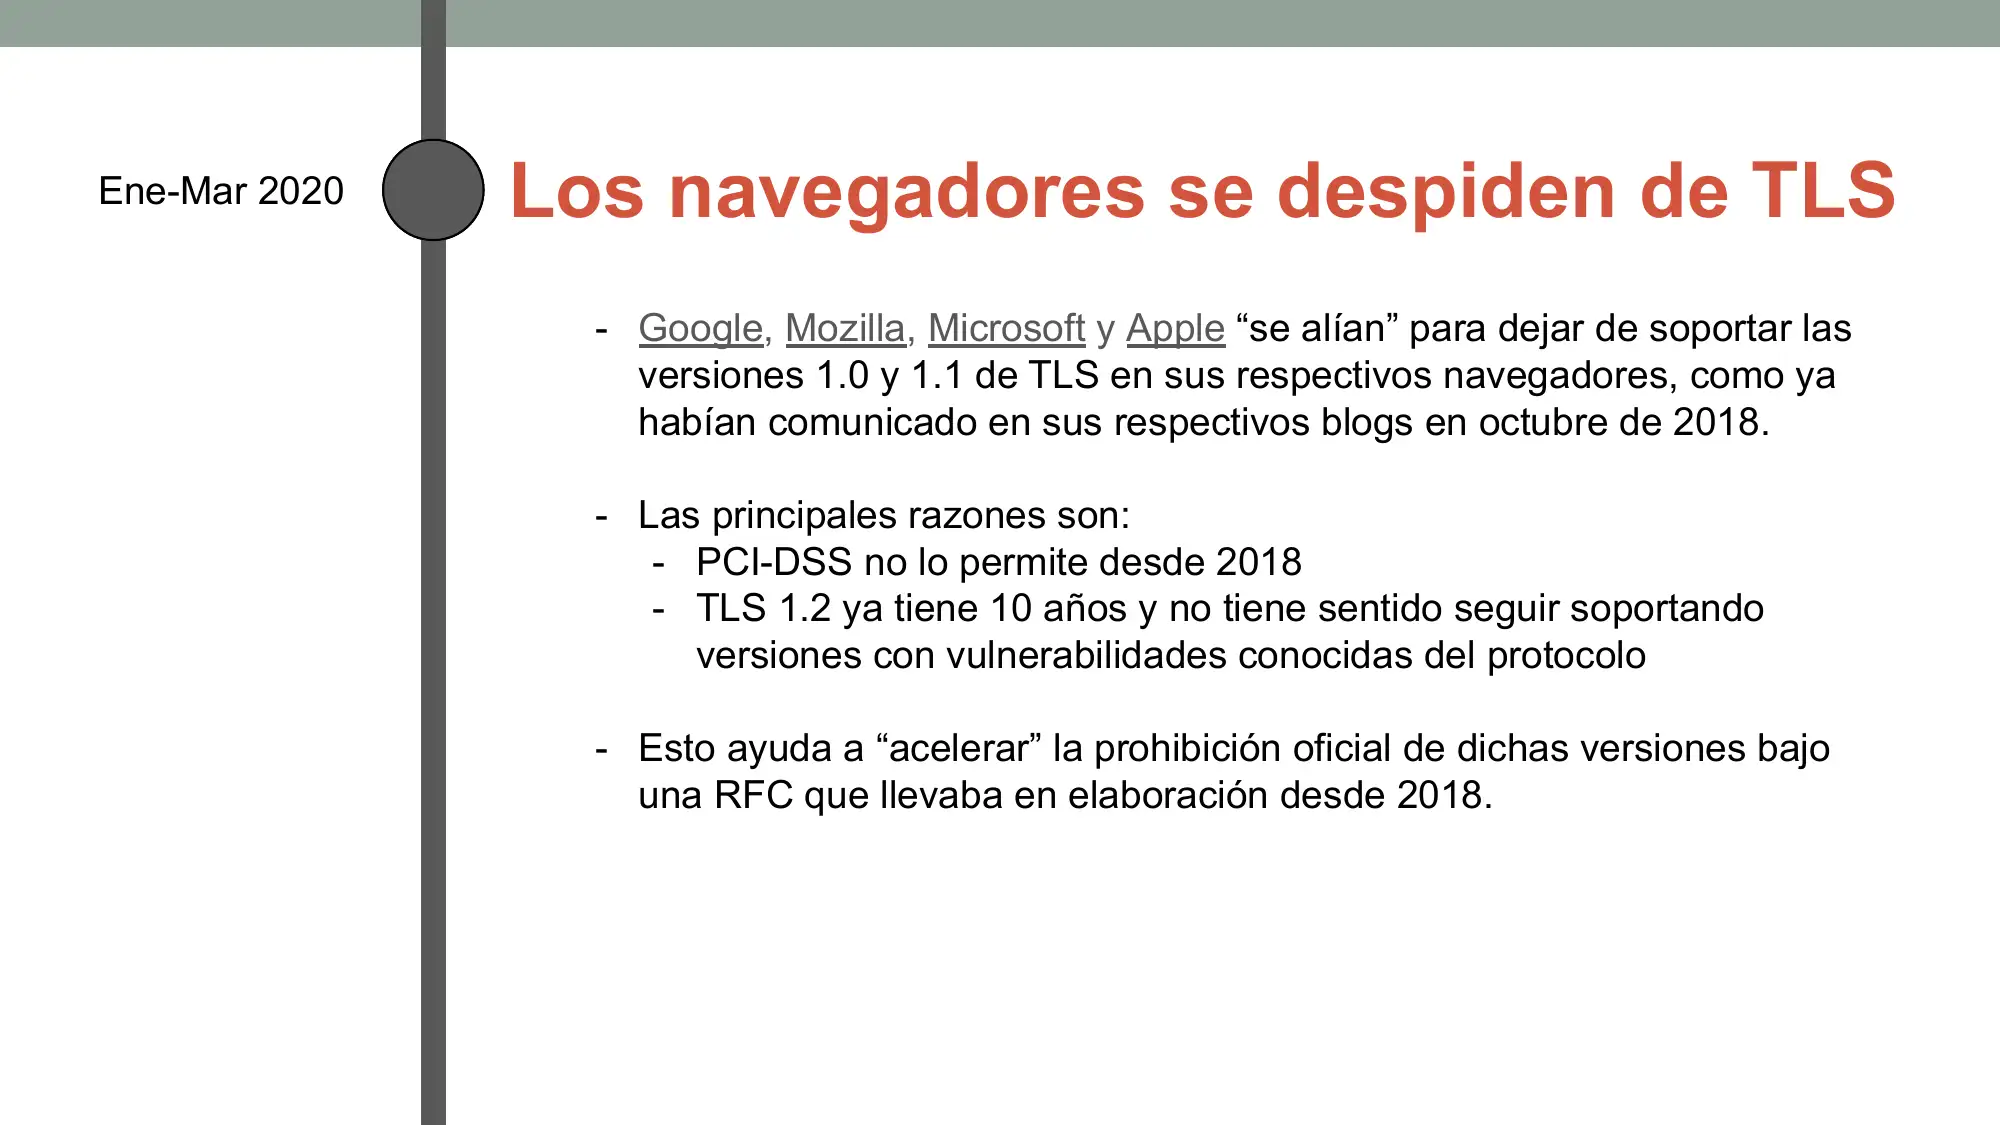 Ene-Mar 2020
Los navegadores se despiden de TLS
- Google, Mozilla, Microsoft y Apple “se alían” para dejar de soportar las
versiones 1.0 y 1.1 de TLS en sus respectivos navegadores, como ya
habían comunicado en sus respectivos blogs en octubre de 2018.
- Las principales razones son:
- PCI-DSS no lo permite desde 2018
- TLS 1.2 ya tiene 10 años y no tiene sentido seguir soportando
versiones con vulnerabilidades conocidas del protocolo
- Esto ayuda a “acelerar” la prohibición oficial de dichas versiones bajo
una RFC que llevaba en elaboración desde 2018.